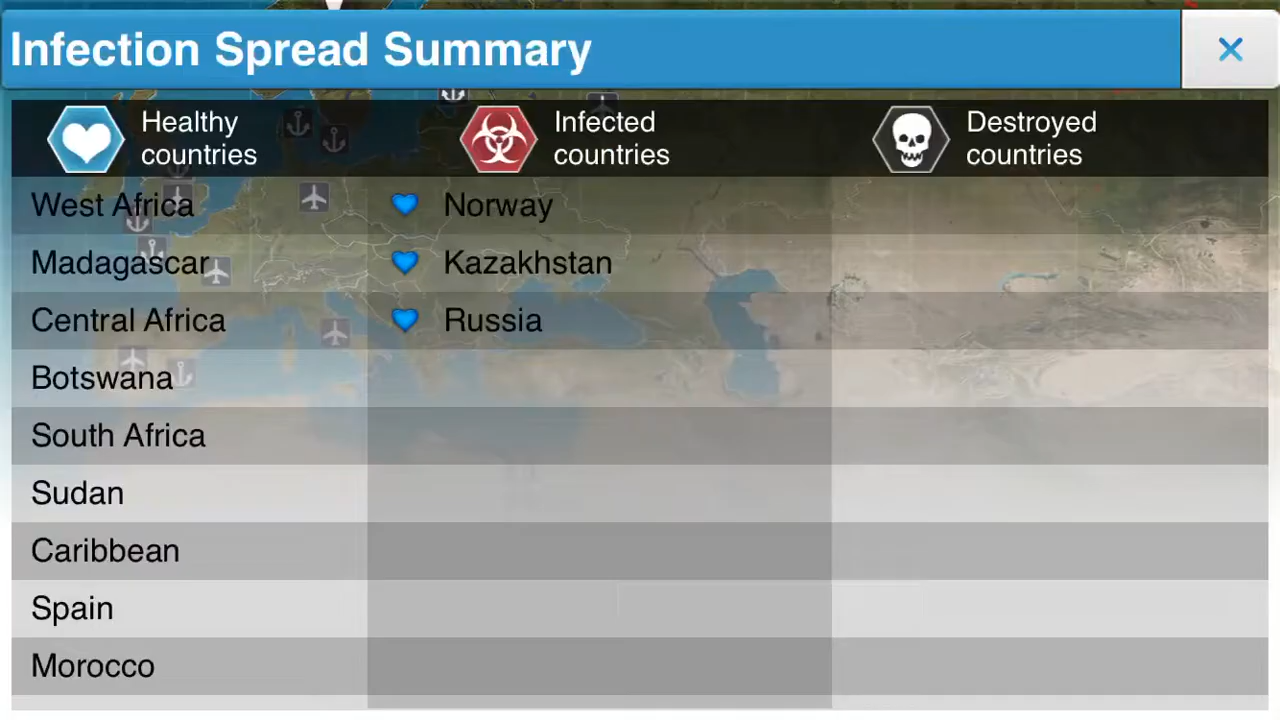 Infection Spread Summary
Healthy
countries
Infected
countries
Destroyed
countries
West Africa
Norway
Madagascar
Kazakhstan
Central Africa
Russia
Botswana
South Africa
Sudan
Caribbean
Spain
Morocco